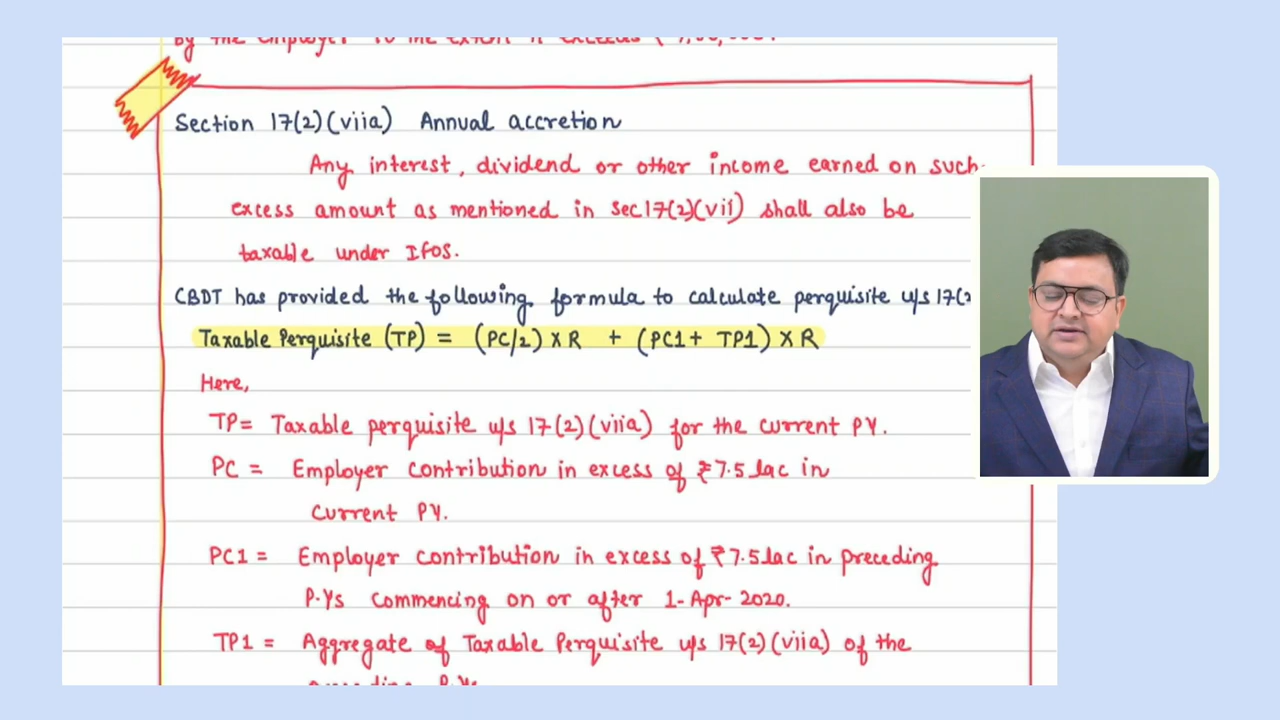 Section 17(2)(viia) Annual accretion
Any interest, dividend or other income earned on such
excess amount as mentioned in Sec 17(2)(vii) shall also be
taxable under IFOS.
CBDT has provided the following formula to calculate perquisite u/s
Taxable Perquisite (TP) = (PC/2) X R + (PC1 + TP1) X R
Here,
TP = Taxable perquisite u/s 17(2)(viia) for the current PY.
PC = Employer Contribution in excess of ₹7.5 lac in
Current PY.
PC1 = Employer Contribution in excess of ₹7.5 lac in preceding
P.Ys Commencing on or after 1-Apr-2020.
TP1 = Aggregate of Taxable Perquisite u/s 17(2)(viia) of the